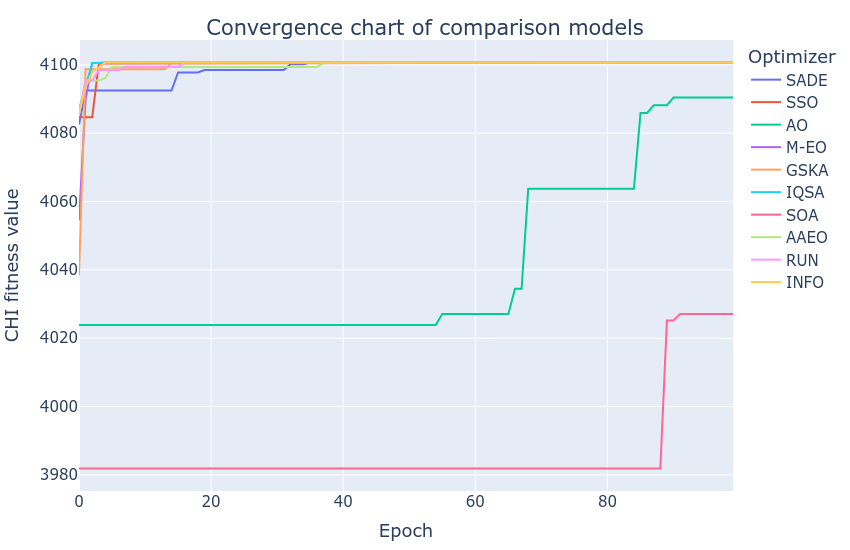 Convergence chart of comparison models
CHI fitness value
4100
4080
4060
4040
4020
4000
3980
0 20 40 60 80
Epoch
Optimizer
SADE
SSO
AO
M-EO
GSKA
IQSA
SOA
AAEO
RUN
INFO